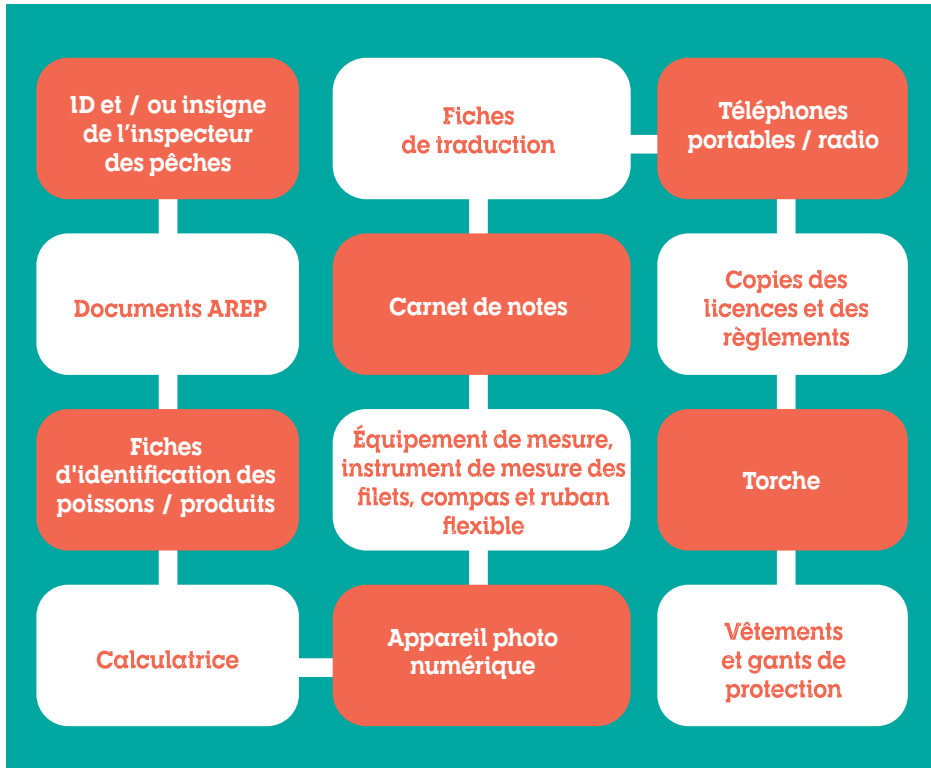 ID et / ou insigne
de l'inspecteur
des pêches
Documents AREP
Fiches
d'identification des
poissons / produits
Calculatrice
Appareil photo
numérique
Équipement de mesure,
instrument de mesure des
filets, compas et ruban
flexible
Carnet de notes
Fiches
de traduction
Téléphones
portables / radio
Copies des
licences et des
règlements
Torche
Vêtements
et gants de
protection